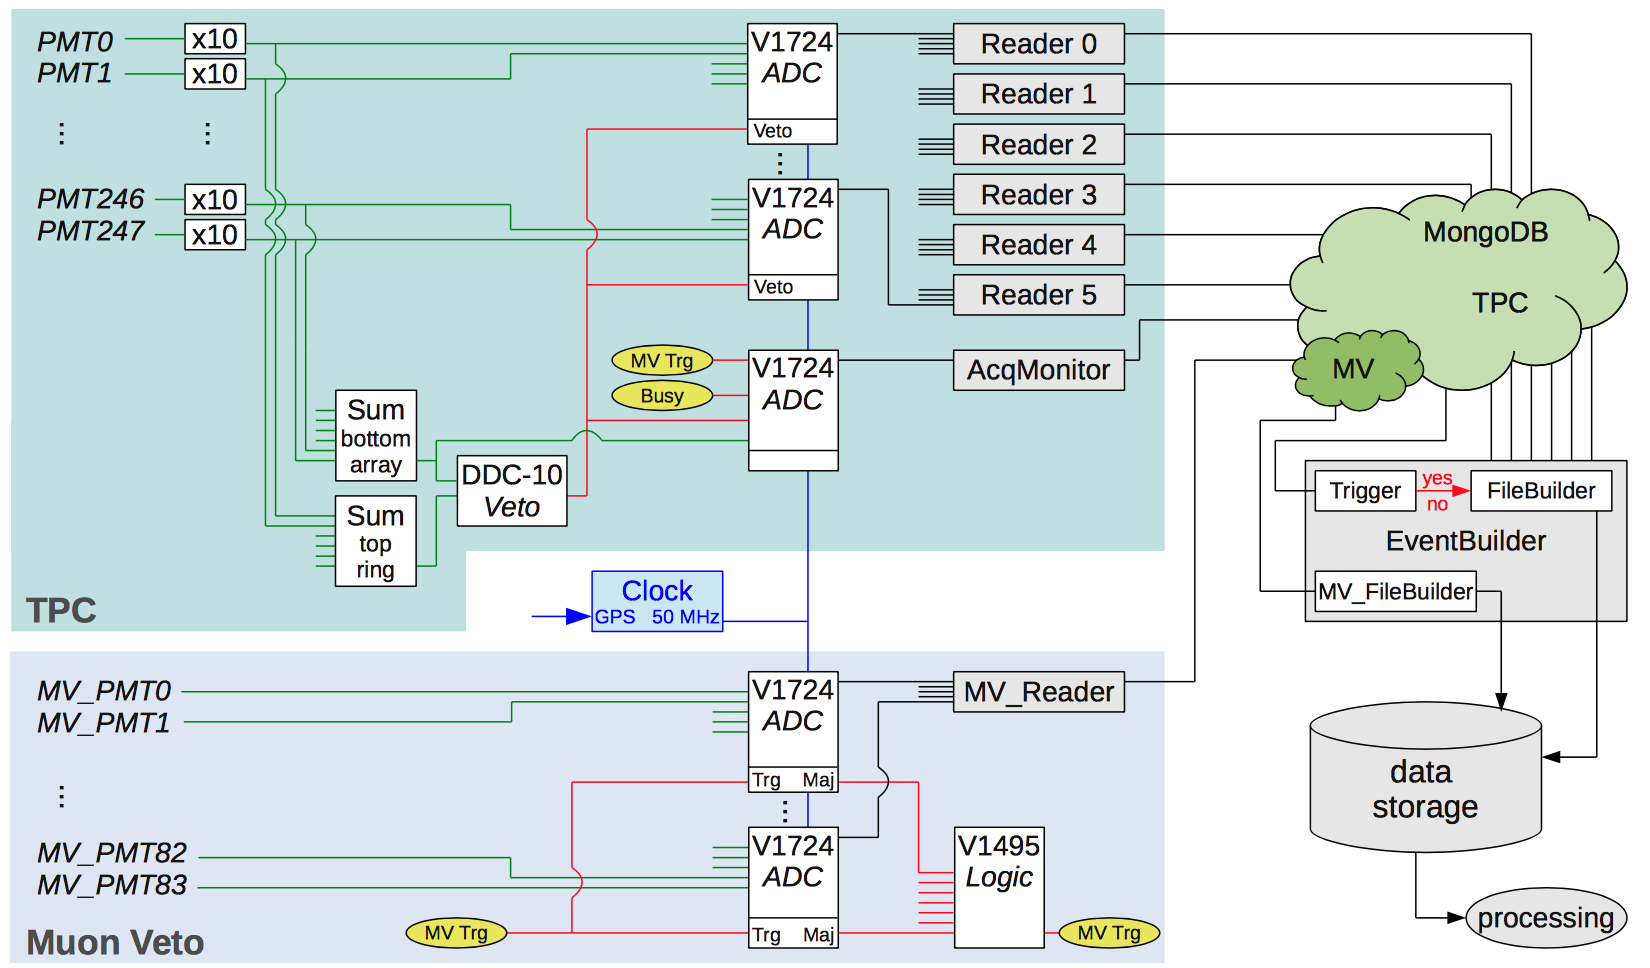 PMT0
x10
PMT1
x10
PMT246
x10
PMT247
x10
V1724
ADC
Veto
V1724
ADC
Veto
MV Trg
Busy
V1724
ADC
Reader 0
Reader 1
Reader 2
Reader 3
Reader 4
Reader 5
AcqMonitor
Sum
bottom
array
Sum
top
ring
DDC-10
Veto
TPC
Clock
GPS 50 MHz
MongoDB
TPC
MV
Trigger
yes
no
FileBuilder
EventBuilder
MV_FileBuilder
MV_PMT0
MV_PMT1
MV_PMT82
MV_PMT83
V1724
ADC
Trg Maj
V1724
ADC
Trg Maj
MV_Reader
V1495
Logic
MV Trg
MV Trg
Muon Veto
data
storage
processing